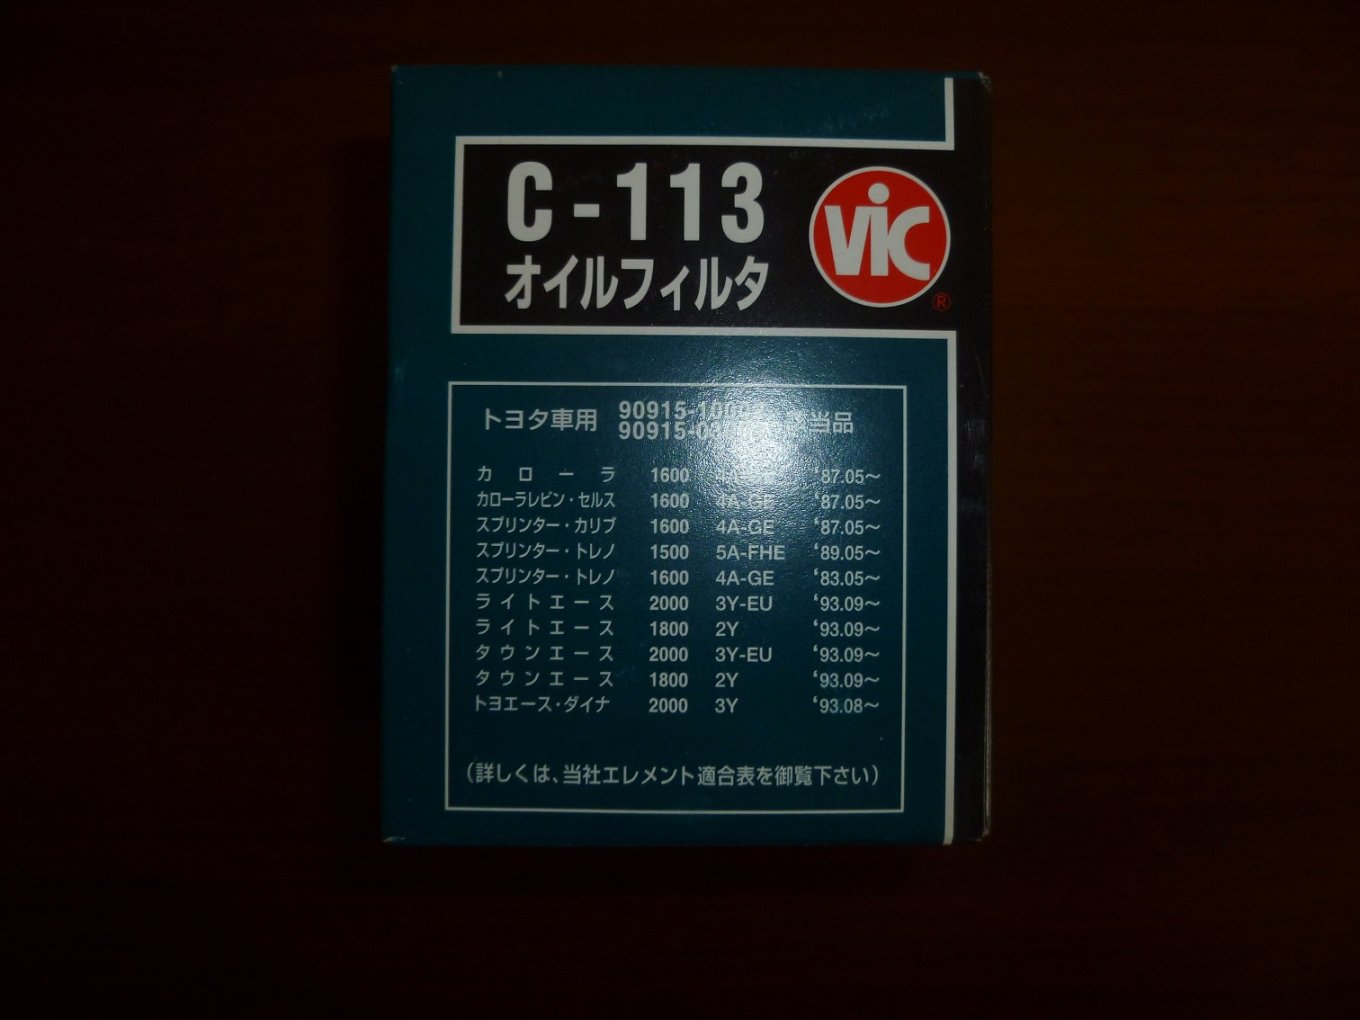 C-113
オイルフィルタ
ViC
®
トヨタ車用
当品
カローラ 1600 '87.05〜
カローラレビン・セルス 1600 4A-GE '87.05〜
スプリンター・カリブ 1600 4A-GE '87.05〜
スプリンター・トレノ 1500 5A-FHE '89.05〜
スプリンター・トレノ 1600 4A-GE '83.05〜
ライトエース 2000 3Y-EU '93.09〜
ライトエース 1800 2Y '93.09〜
タウンエース 2000 3Y-EU '93.09〜
タウンエース 1800 2Y '93.09〜
トヨエース・ダイナ 2000 3Y '93.08〜
(詳しくは、当社エレメント適合表を御覧下さい)